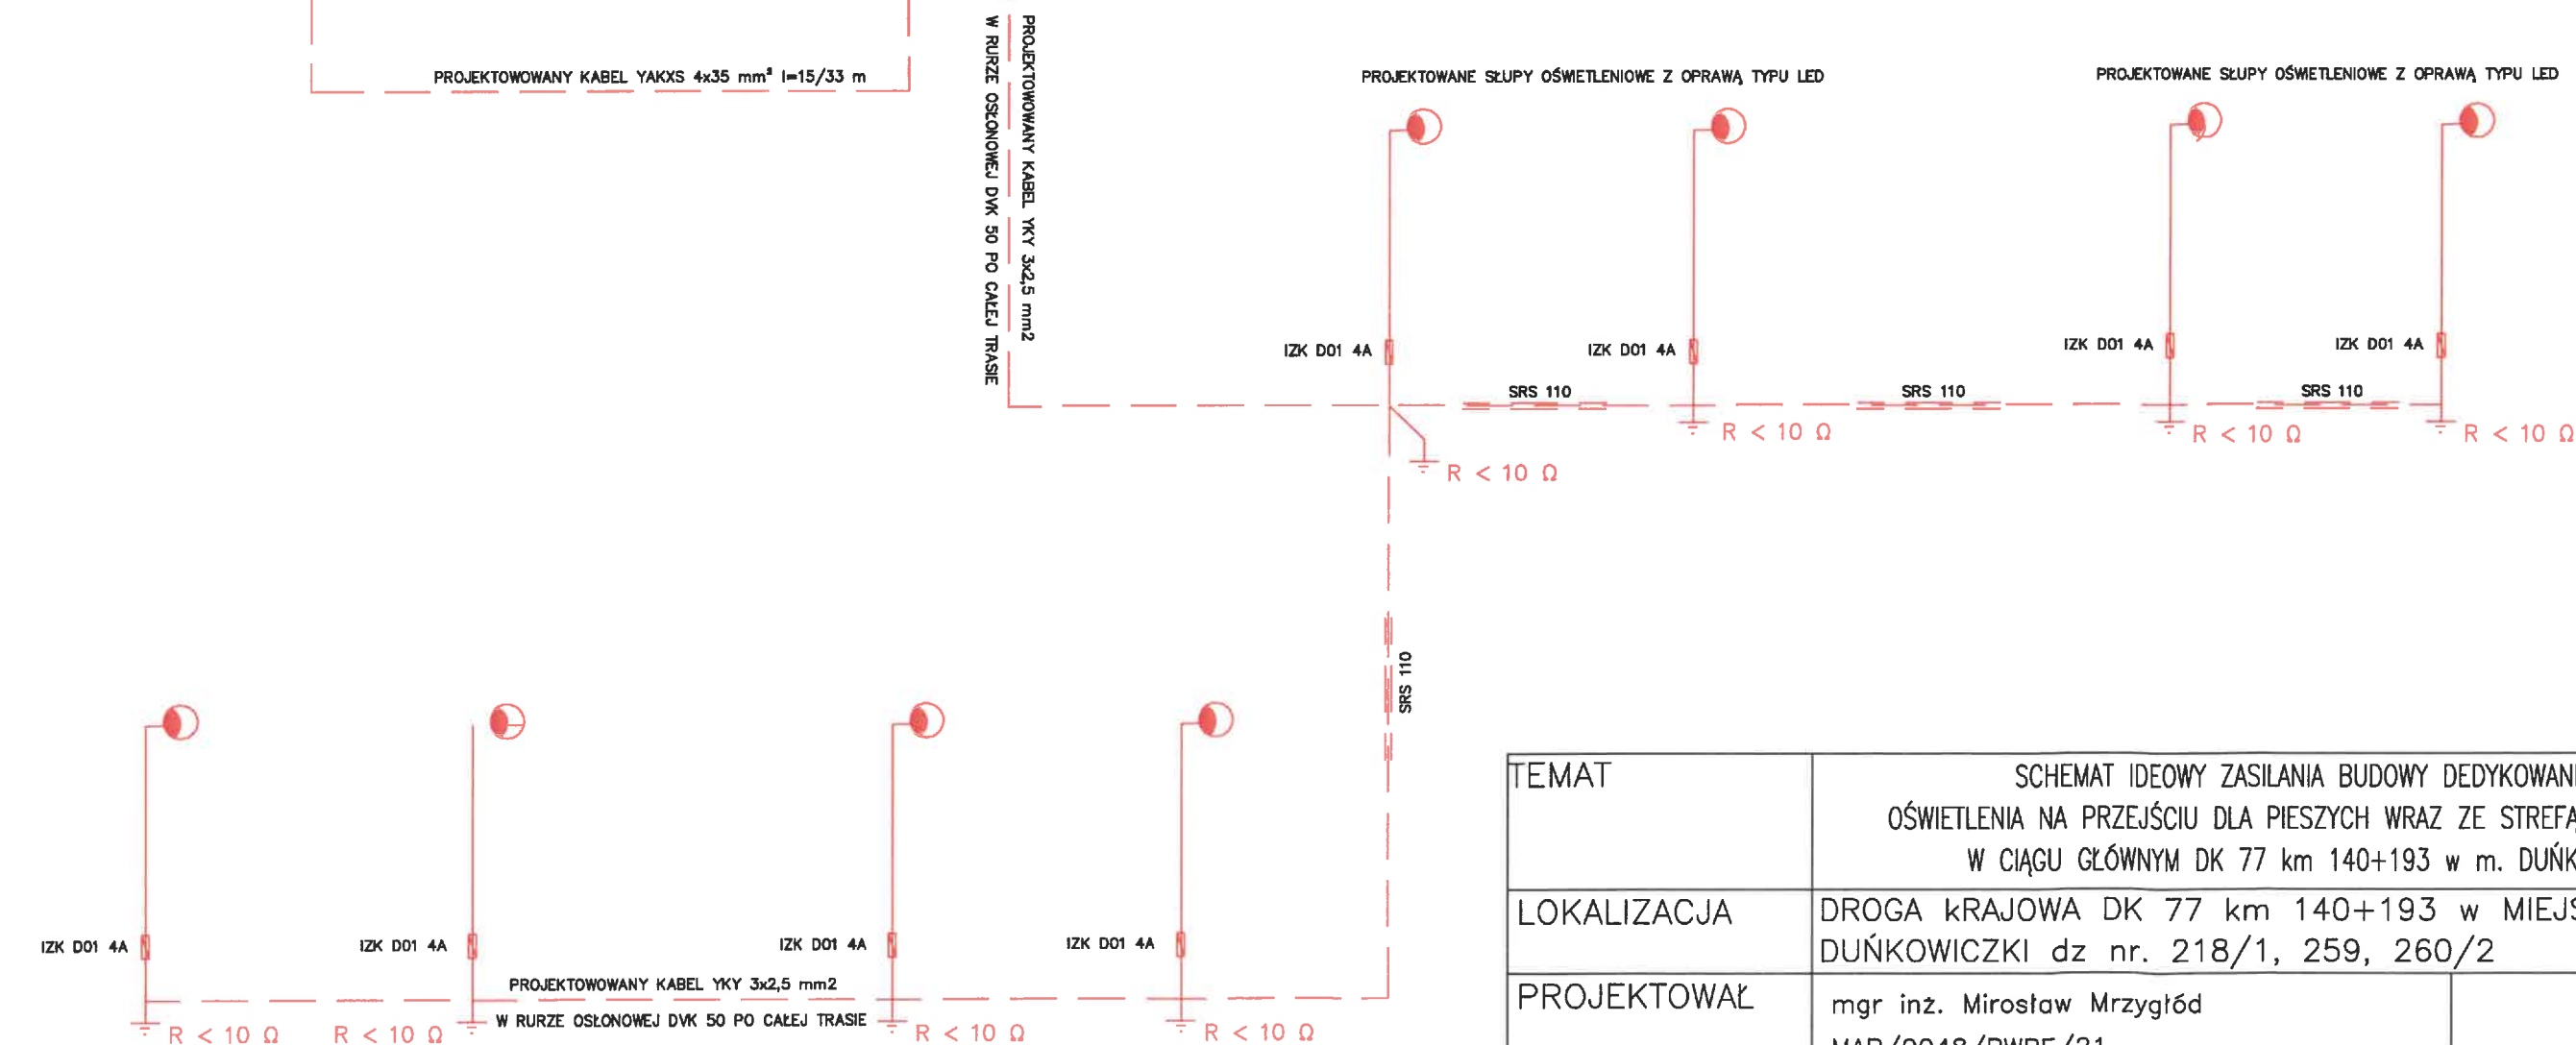 PROJEKTOWOWANY KABEL YAKXS 4x35 mm² l=15/33 m
PROJEKTOWOWANY KABEL YKY 3x2,5 mm2
W RURZE OSŁONOWEJ DVK 50 PO CAŁEJ TRASIE
PROJEKTOWANE SŁUPY OŚWIETLENIOWE Z OPRAWĄ TYPU LED
PROJEKTOWANE SŁUPY OŚWIETLENIOWE Z OPRAWĄ TYPU LED
IZK D01 4A
IZK D01 4A
IZK D01 4A
IZK D01 4A
SRS 110
SRS 110
SRS 110
R < 10 Ω
R < 10 Ω
R < 10 Ω
R < 10 Ω
SRS 110
IZK D01 4A
IZK D01 4A
IZK D01 4A
IZK D01 4A
PROJEKTOWOWANY KABEL YKY 3x2,5 mm2
W RURZE OSŁONOWEJ DVK 50 PO CAŁEJ TRASIE
R < 10 Ω
R < 10 Ω
R < 10 Ω
R < 10 Ω
TEMAT
SCHEMAT IDEOWY ZASILANIA BUDOWY DEDYKOWAN
OŚWIETLENIA NA PRZEJŚCIU DLA PIESZYCH WRAZ ZE STREFĄ
W CIĄGU GŁÓWNYM DK 77 km 140+193 w m. DUŃK
LOKALIZACJA
DROGA kRAJOWA DK 77 km 140+193 w MIEJS
DUŃKOWICZKI dz nr. 218/1, 259, 260/2
PROJEKTOWAŁ
mgr inż. Mirosław Mrzygłód